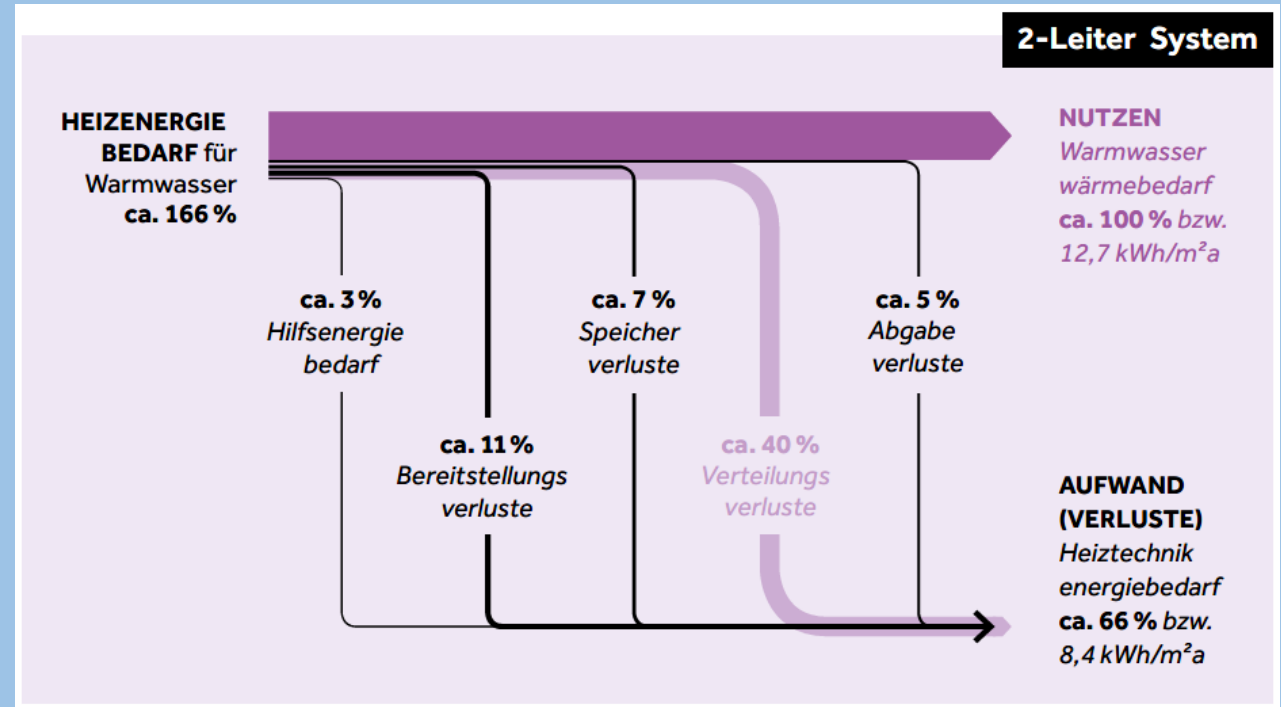 2-Leiter System
HEIZENERGIE
BEDARF für
Warmwasser
ca. 166 %
NUTZEN
Warmwasser
wärmebedarf
ca. 100 % bzw.
12,7 kWh/m²a
ca. 3 %
Hilfsenergie
bedarf
ca. 7 %
Speicher
verluste
ca. 5 %
Abgabe
verluste
ca. 11 %
Bereitstellungs
verluste
ca. 40 %
Verteilungs
verluste
AUFWAND
(VERLUSTE)
Heiztechnik
energiebedarf
ca. 66 % bzw.
8,4 kWh/m²a